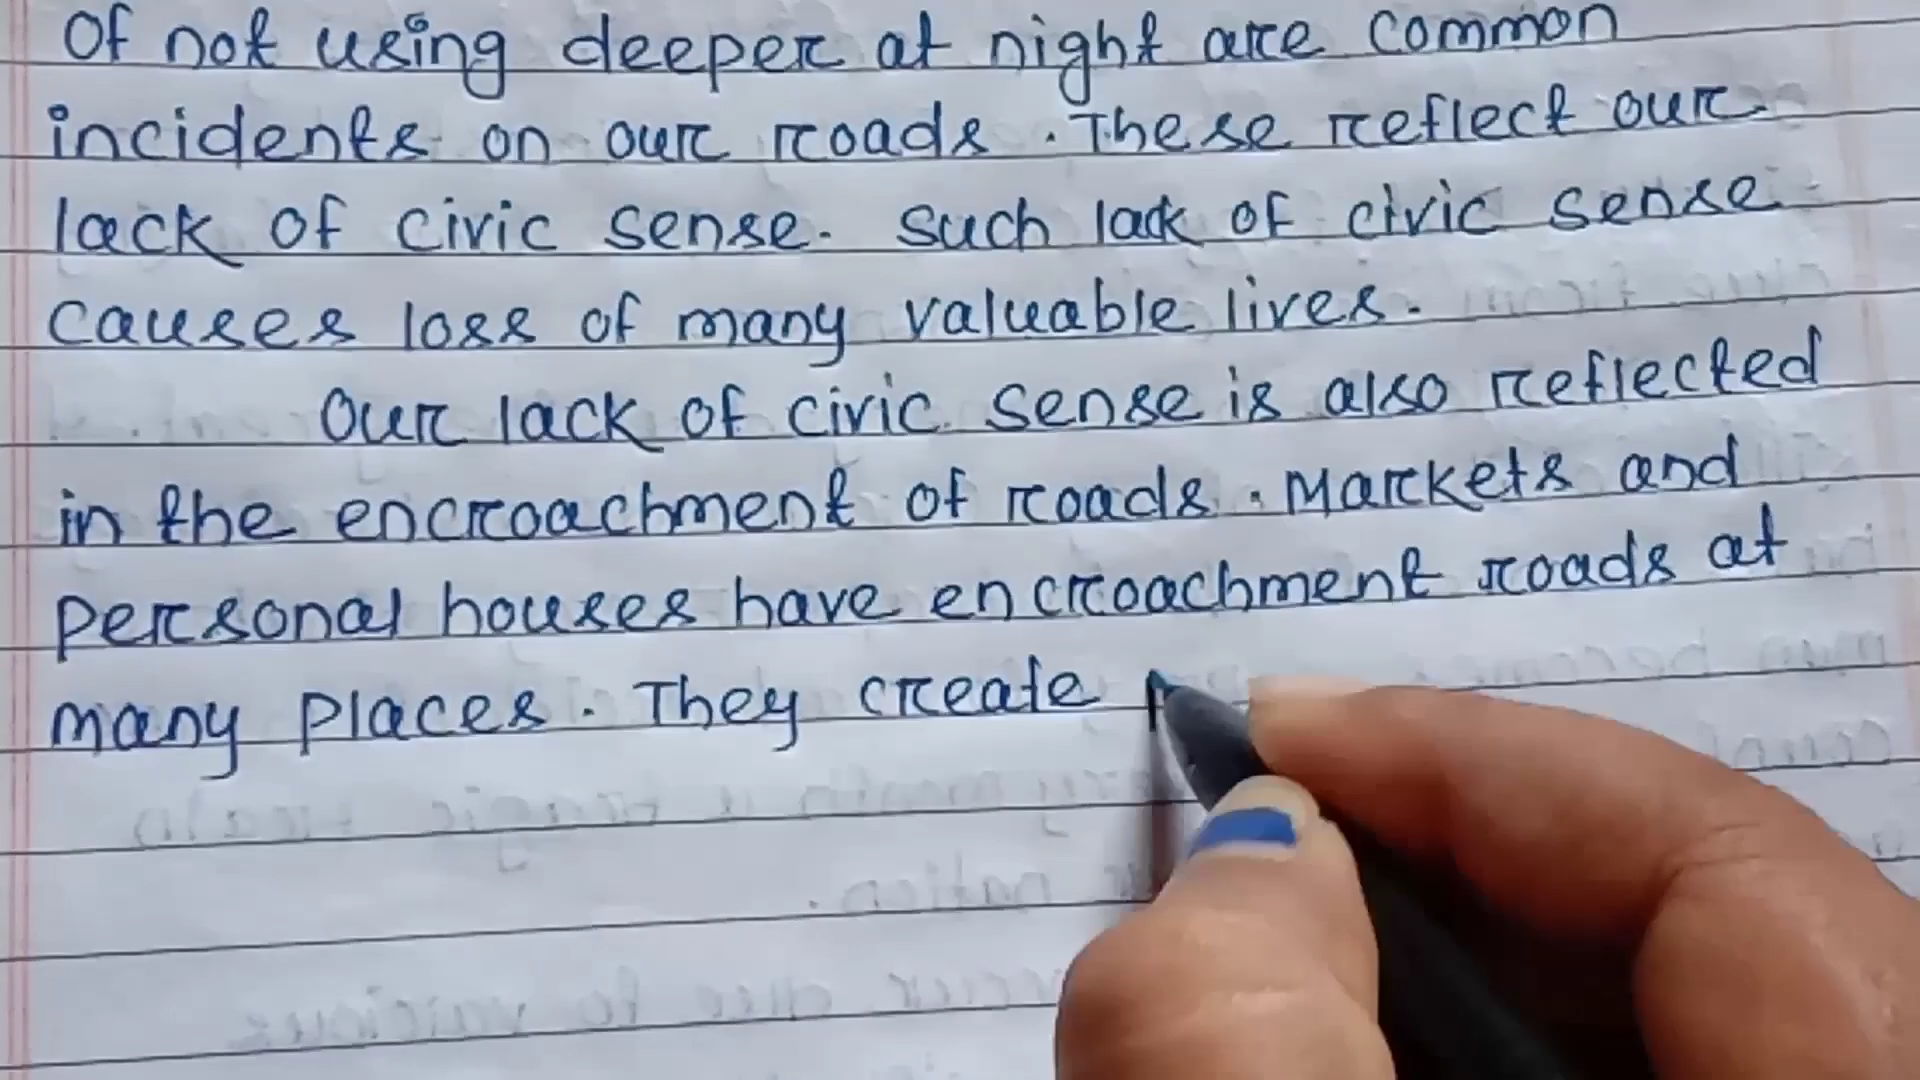 Of not using deeper at night are common
incidents on our roads. These reflect our
lack of civic sense. Such lack of civic sense
causes loss of many valuable lives.
Our lack of civic sense is also reflected
in the encroachment of roads. Markets and
personal houses have encroachment roads at
many places. They create